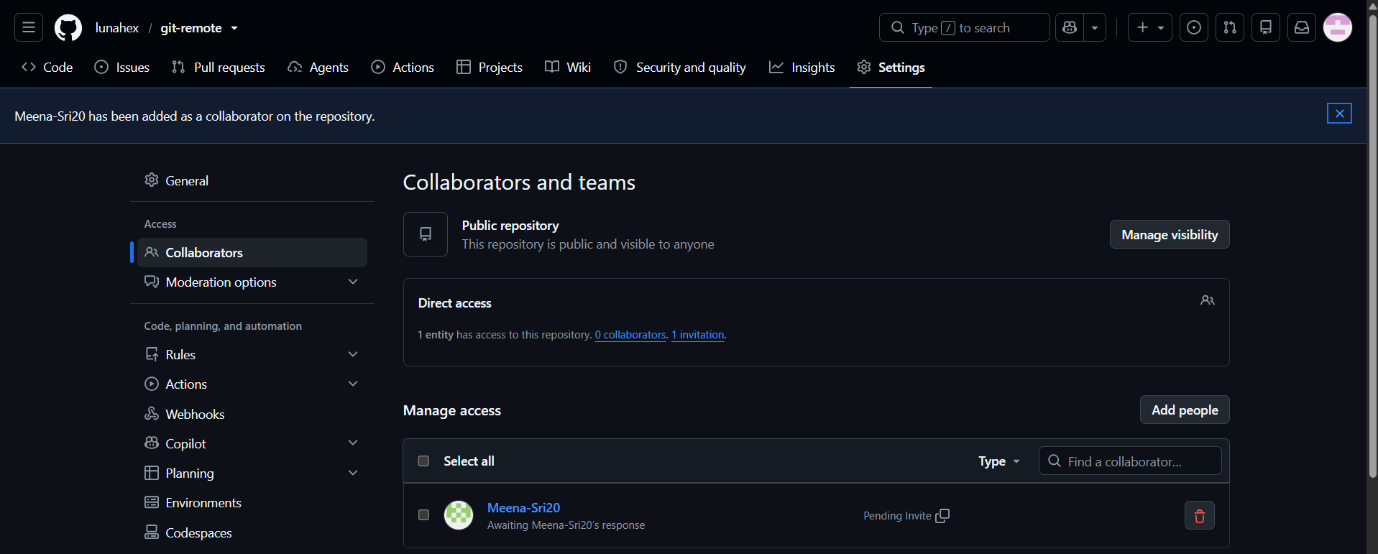 lunahex / git-remote
Type / to search
Code Issues Pull requests Agents Actions Projects Wiki Security and quality Insights Settings
Meena-Sri20 has been added as a collaborator on the repository.
General
Access
Collaborators
Moderation options
Code, planning, and automation
Rules
Actions
Webhooks
Copilot
Planning
Environments
Codespaces
Collaborators and teams
Public repository
This repository is public and visible to anyone
Manage visibility
Direct access
1 entity has access to this repository. 0 collaborators. 1 invitation.
Manage access
Add people
Select all
Type
Find a collaborator...
Meena-Sri20
Awaiting Meena-Sri20's response
Pending Invite